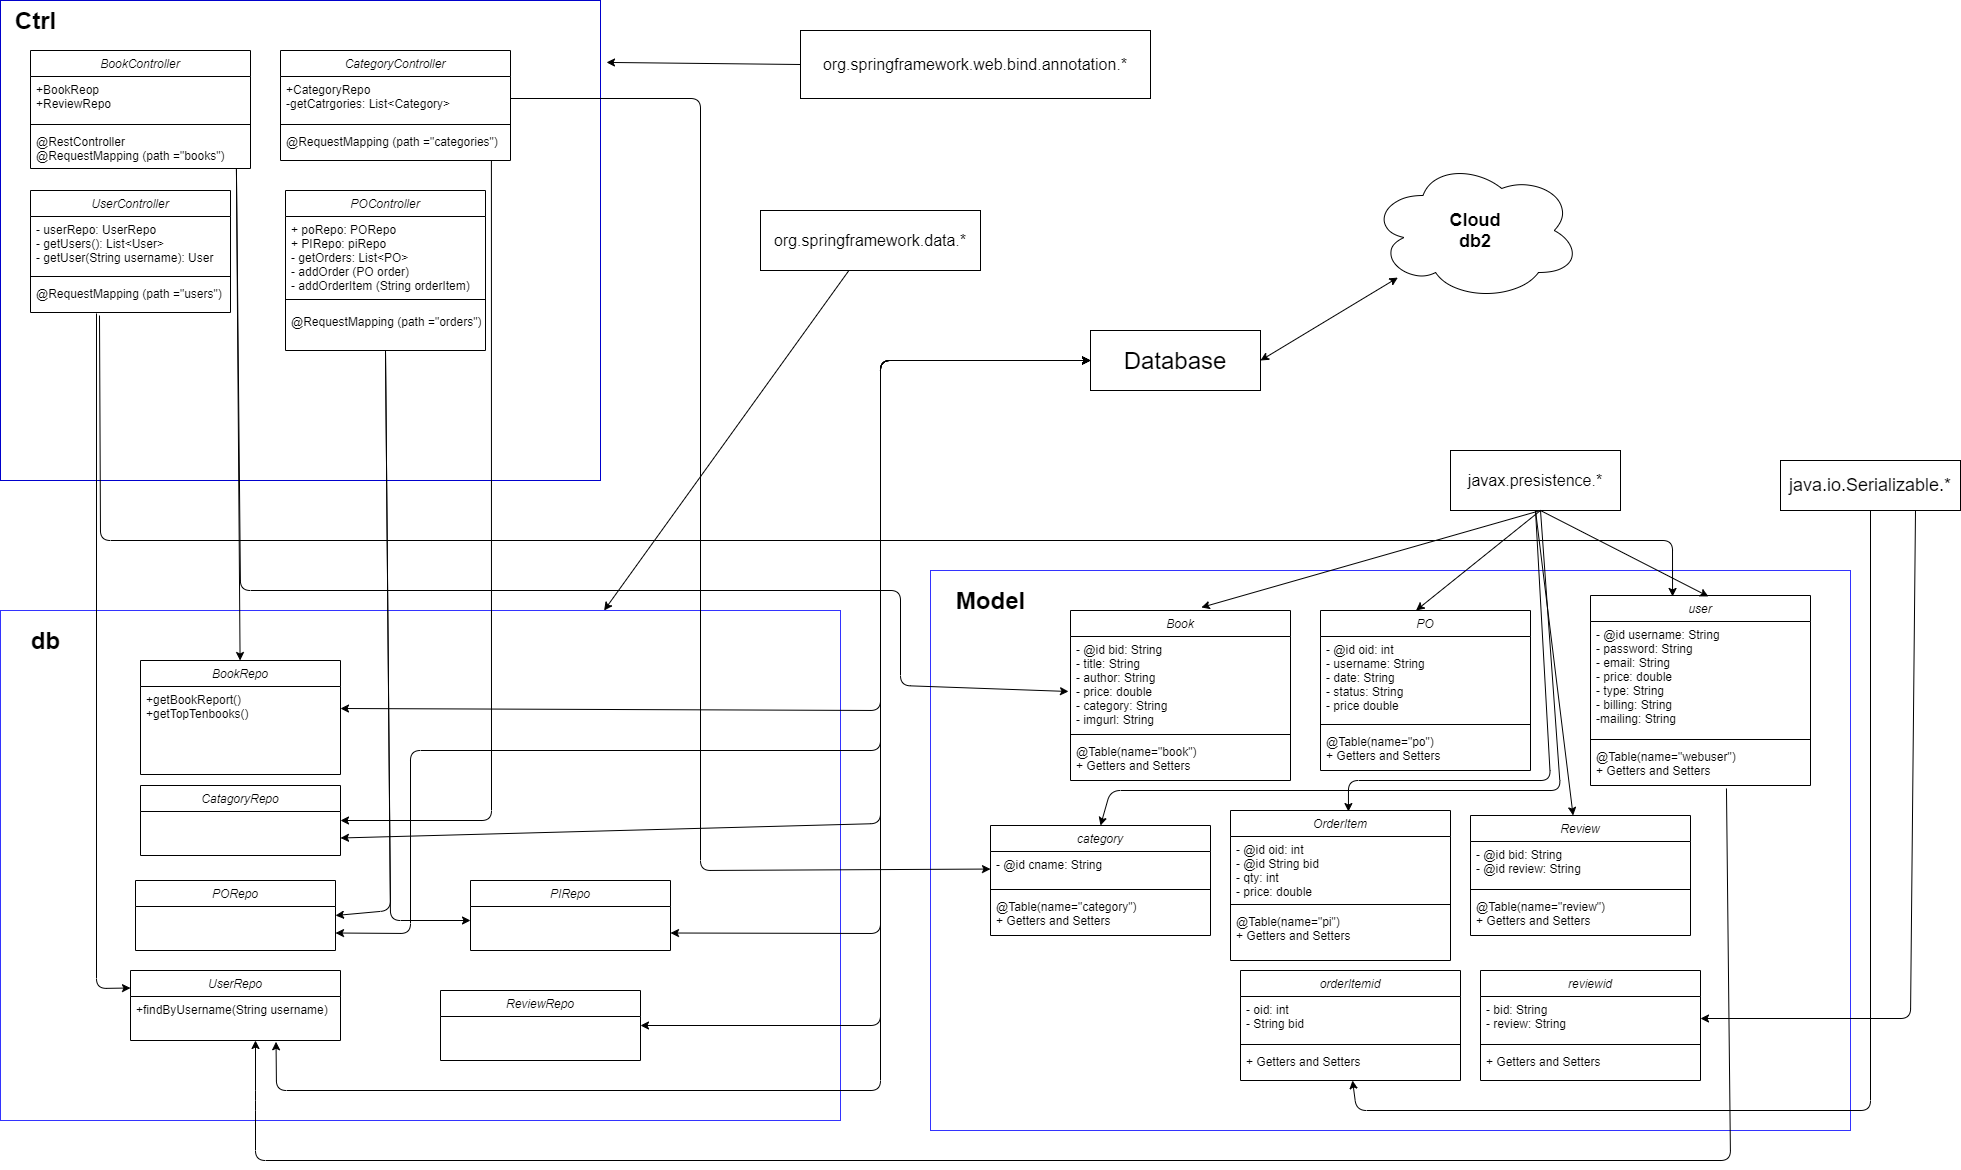 Ctrl
BookController
+BookReop
+ReviewRepo
@RestController
@RequestMapping (path ="books")
CategoryController
+CategoryRepo
-getCatrgories: List<Category>
@RequestMapping (path ="categories")
UserController
- userRepo: UserRepo
- getUsers(): List<User>
- getUser(String username): User
@RequestMapping (path ="users")
POController
+ poRepo: PORepo
+ PIRepo: piRepo
- getOrders: List<PO>
- addOrder (PO order)
- addOrderItem (String orderItem)
@RequestMapping (path ="orders")
org.springframework.web.bind.annotation.*
org.springframework.data.*
Cloud
db2
Database
javax.presistence.*
java.io.Serializable.*
db
BookRepo
+getBookReport()
+getTopTenbooks()
CatagoryRepo
PORepo
PIRepo
UserRepo
+findByUsername(String username)
ReviewRepo
Model
Book
- @id bid: String
- title: String
- author: String
- price: double
- category: String
- imgurl: String
@Table(name="book")
+ Getters and Setters
PO
- @id oid: int
- username: String
- date: String
- status: String
- price double
@Table(name="po")
+ Getters and Setters
user
- @id username: String
- password: String
- email: String
- price: double
- type: String
- billing: String
-mailing: String
@Table(name="webuser")
+ Getters and Setters
category
- @id cname: String
@Table(name="category")
+ Getters and Setters
OrderItem
- @id oid: int
- @id String bid
- qty: int
- price: double
@Table(name="pi")
+ Getters and Setters
Review
- @id bid: String
- @id review: String
@Table(name="review")
+ Getters and Setters
orderItemid
- oid: int
- String bid
+ Getters and Setters
reviewid
- bid: String
- review: String
+ Getters and Setters